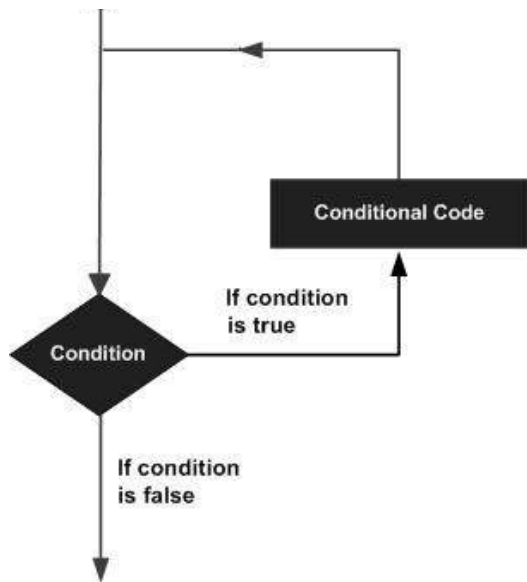 Conditional Code
If condition
is true
Condition
If condition
is false